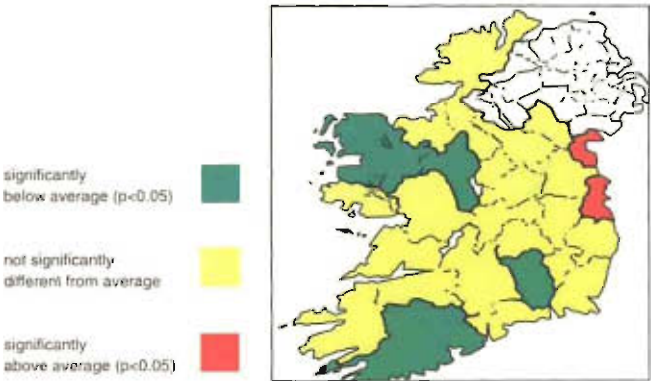 significantly
below average (p<0.05)
not significantly
different from average
significantly
above average (p<0.05)